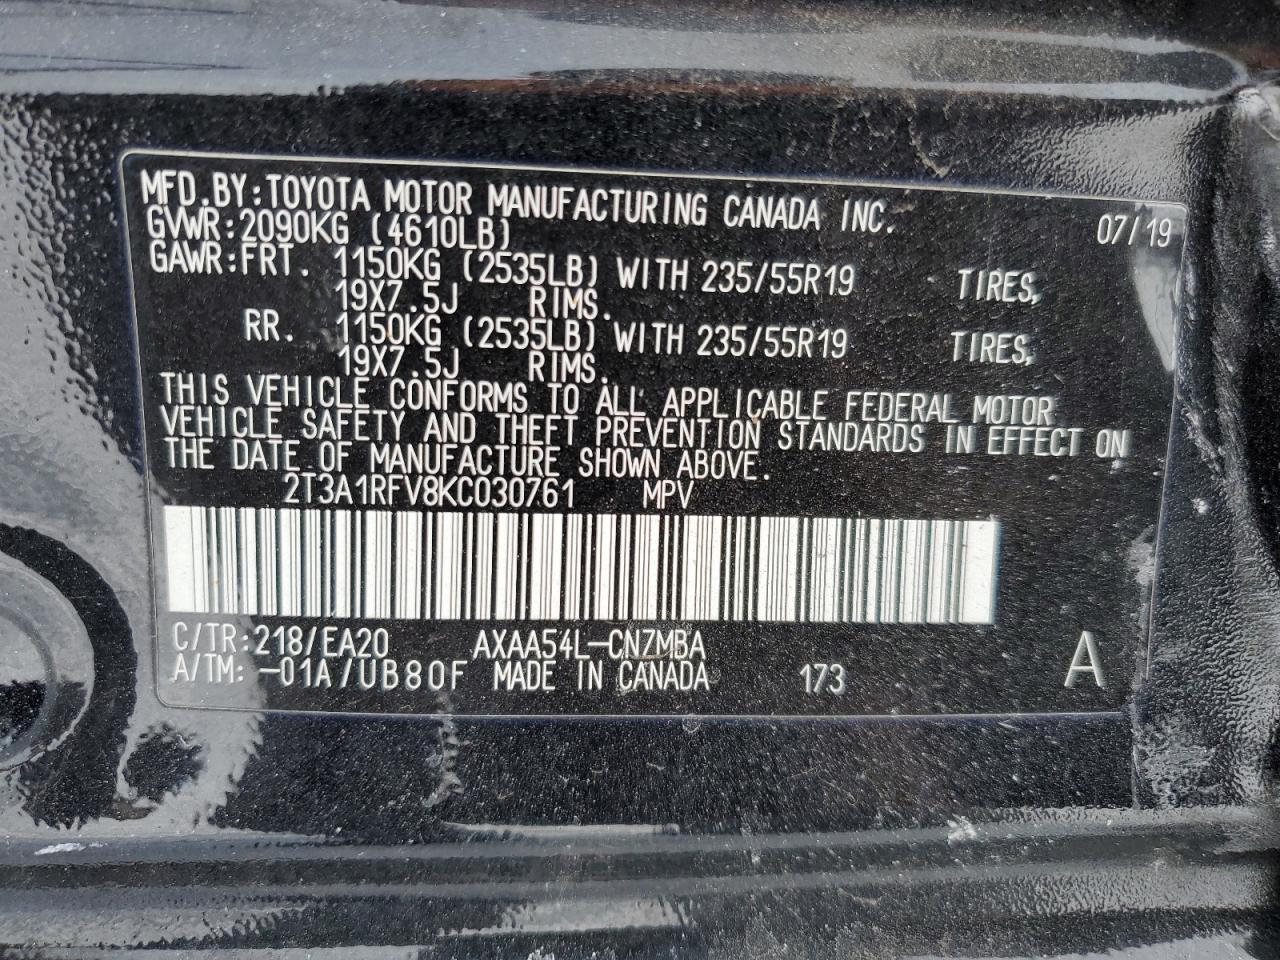 MFD.BY:TOYOTA MOTOR MANUFACTURING CANADA INC. 07/19
GVWR:2090KG (4610LB)
GAWR:FRT. 1150KG (2535LB) WITH 235/55R19 TIRES,
19X7.5J RIMS.
RR. 1150KG (2535LB) WITH 235/55R19 TIRES,
19X7.5J RIMS.
THIS VEHICLE CONFORMS TO ALL APPLICABLE FEDERAL MOTOR
VEHICLE SAFETY AND THEFT PREVENTION STANDARDS IN EFFECT ON
THE DATE OF MANUFACTURE SHOWN ABOVE.
2T3A1RFV8KC030761 MPV
C/TR:218/EA20 AXAA54L-CNZMBA
A/TM:-01A/UB80F MADE IN CANADA 173 A